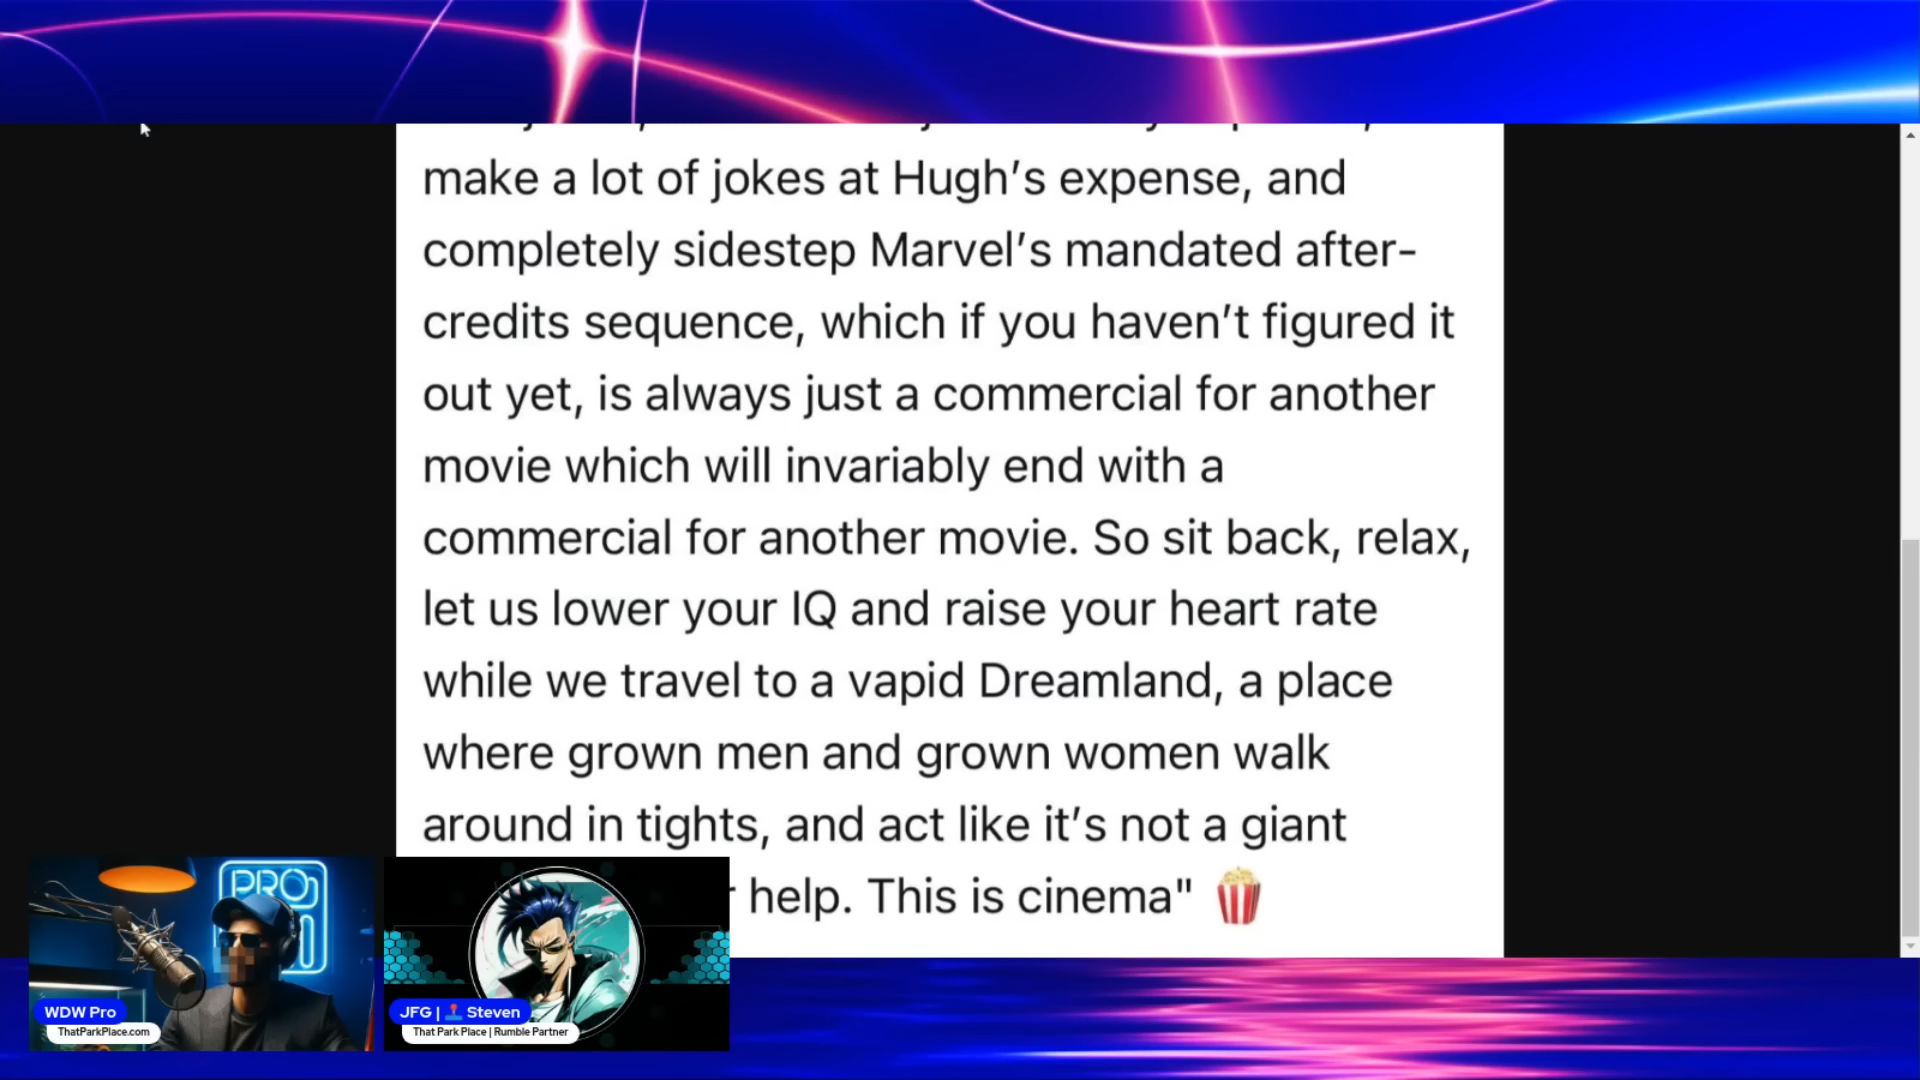 make a lot of jokes at Hugh’s expense, and
completely sidestep Marvel’s mandated after-
credits sequence, which if you haven’t figured it
out yet, is always just a commercial for another
movie which will invariably end with a
commercial for another movie. So sit back, relax,
let us lower your IQ and raise your heart rate
while we travel to a vapid Dreamland, a place
where grown men and grown women walk
around in tights, and act like it’s not a giant
help. This is cinema" 🍿
PRO
WDW Pro
ThatParkPlace.com
JFG | 🕹️ Steven
That Park Place | Rumble Partner